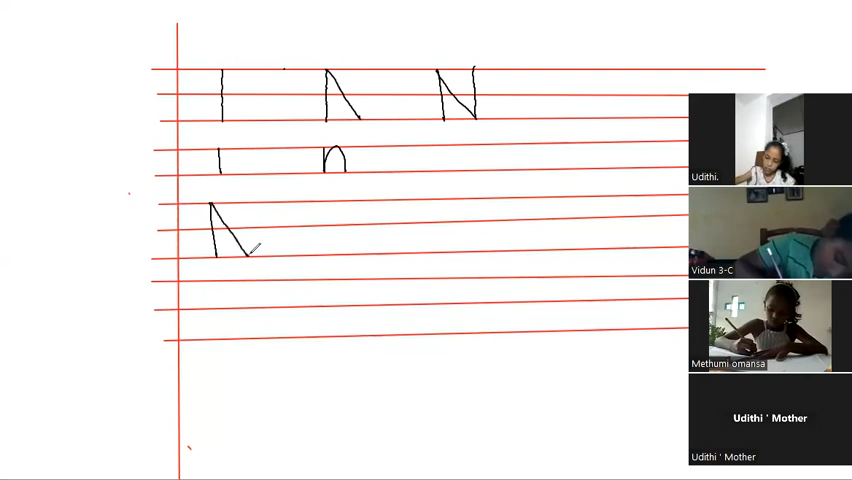 N
n
Udithi.
Vidun 3-C
Methumi omansa
Udithi ' Mother
Udithi ' Mother